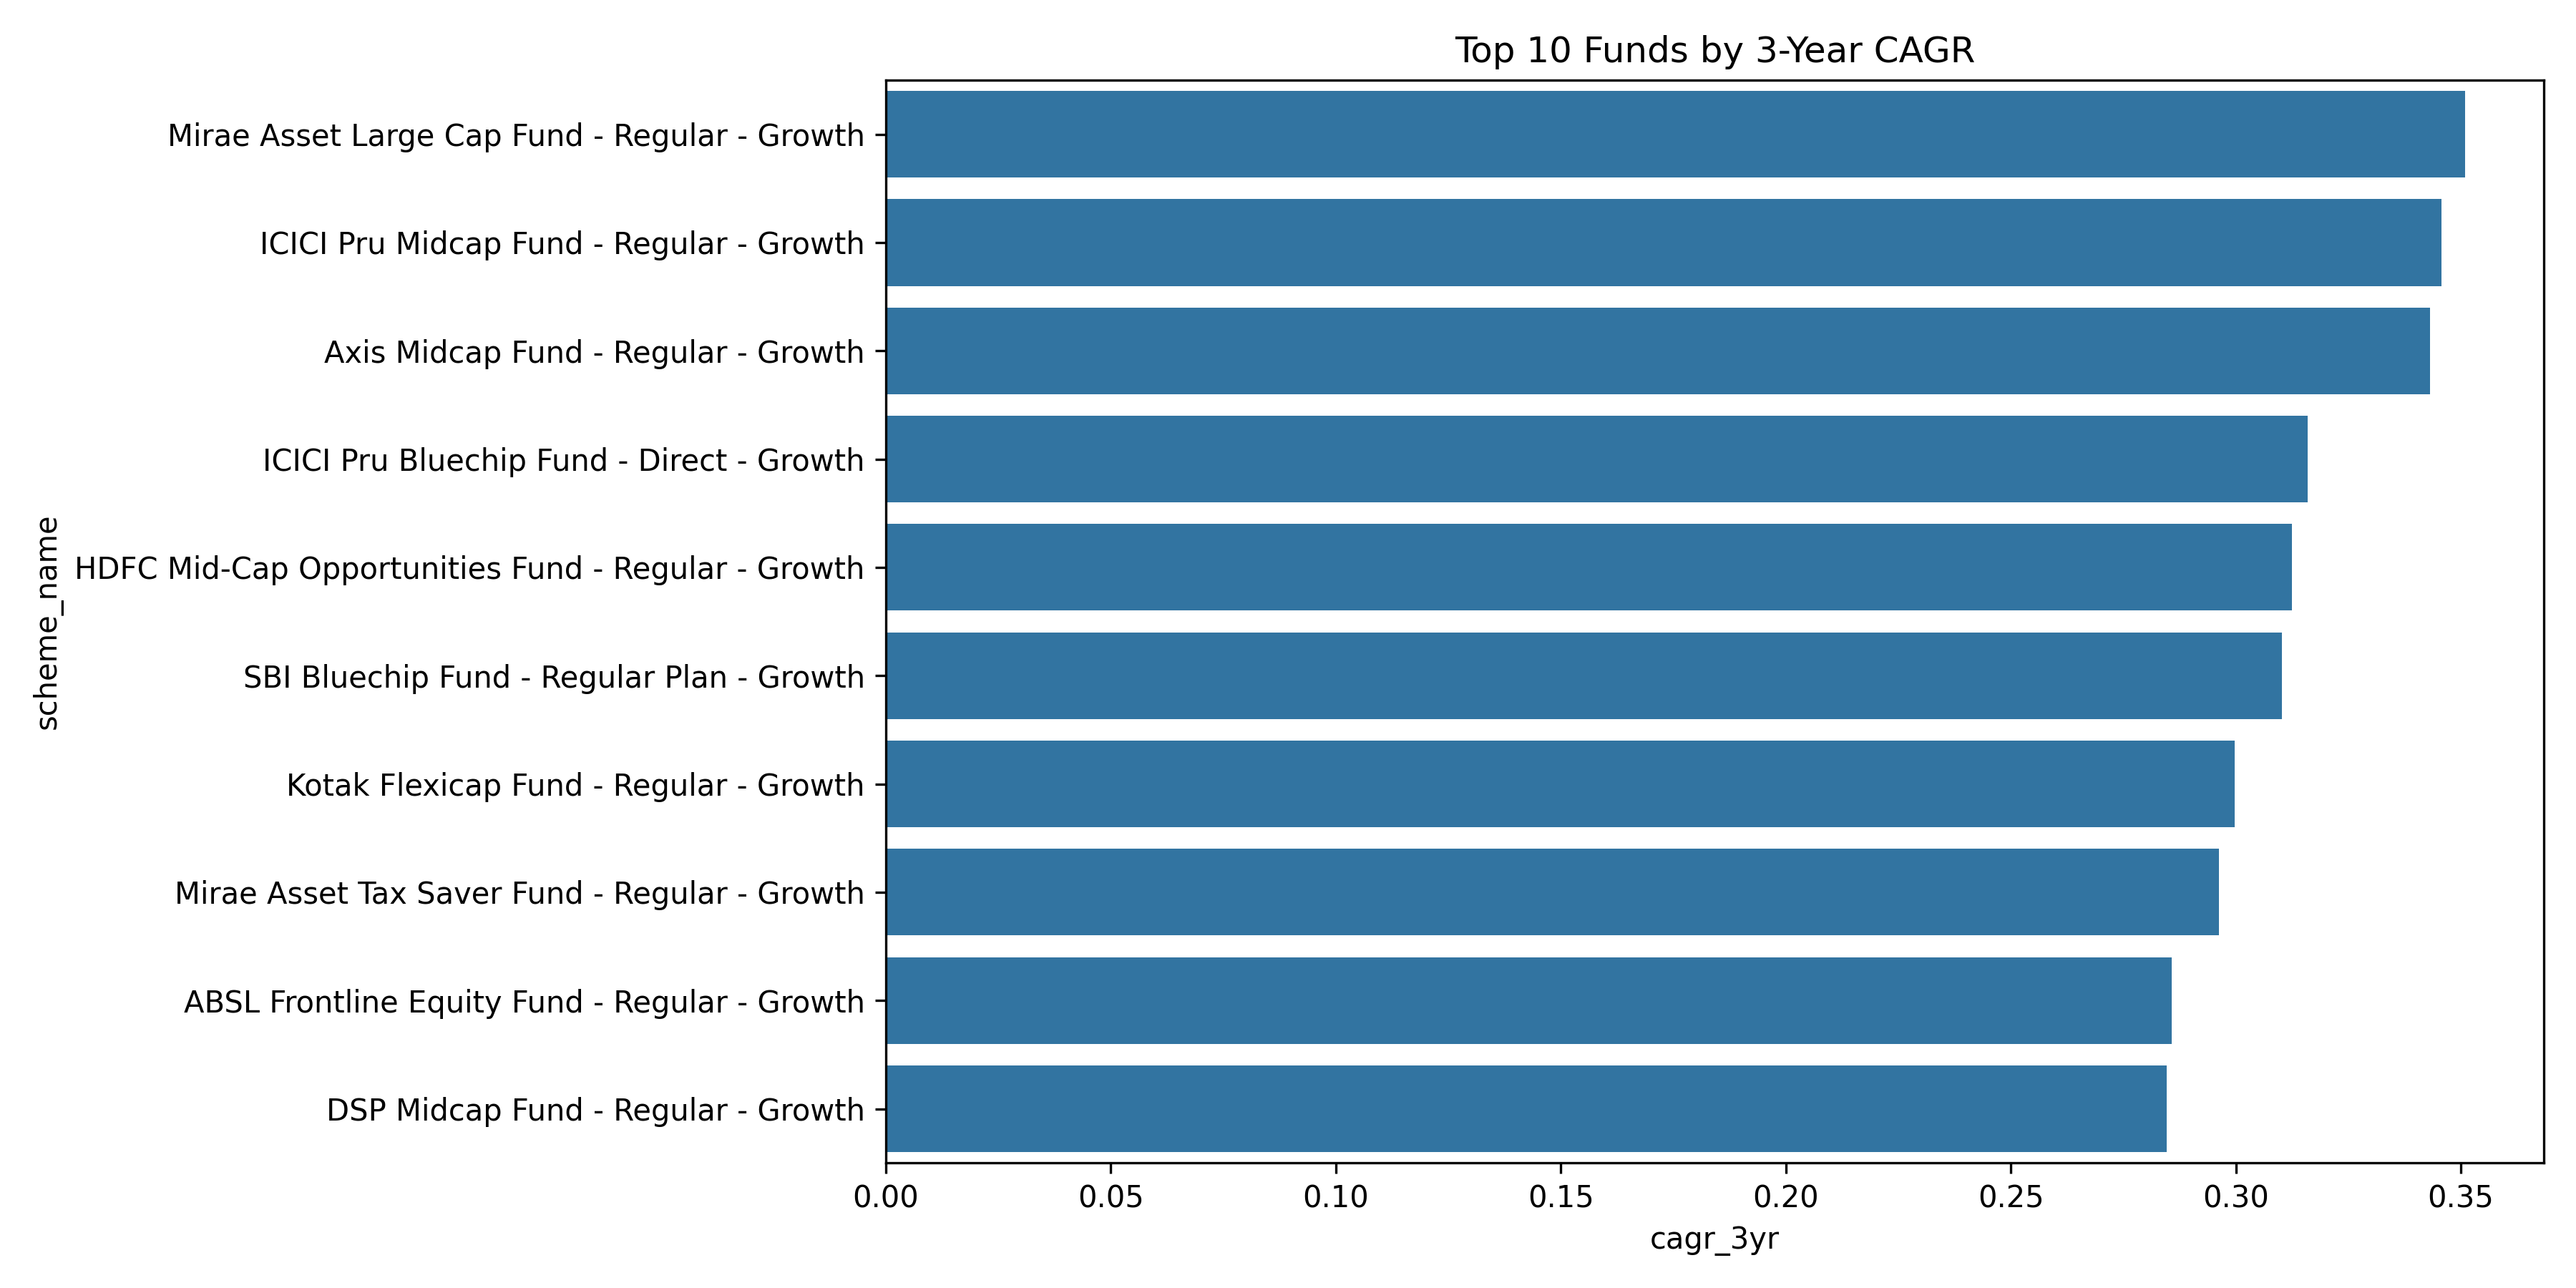 Top 10 Funds by 3-Year CAGR
scheme_name
Mirae Asset Large Cap Fund - Regular - Growth
ICICI Pru Midcap Fund - Regular - Growth
Axis Midcap Fund - Regular - Growth
ICICI Pru Bluechip Fund - Direct - Growth
HDFC Mid-Cap Opportunities Fund - Regular - Growth
SBI Bluechip Fund - Regular Plan - Growth
Kotak Flexicap Fund - Regular - Growth
Mirae Asset Tax Saver Fund - Regular - Growth
ABSL Frontline Equity Fund - Regular - Growth
DSP Midcap Fund - Regular - Growth
0.00 0.05 0.10 0.15 0.20 0.25 0.30 0.35
cagr_3yr